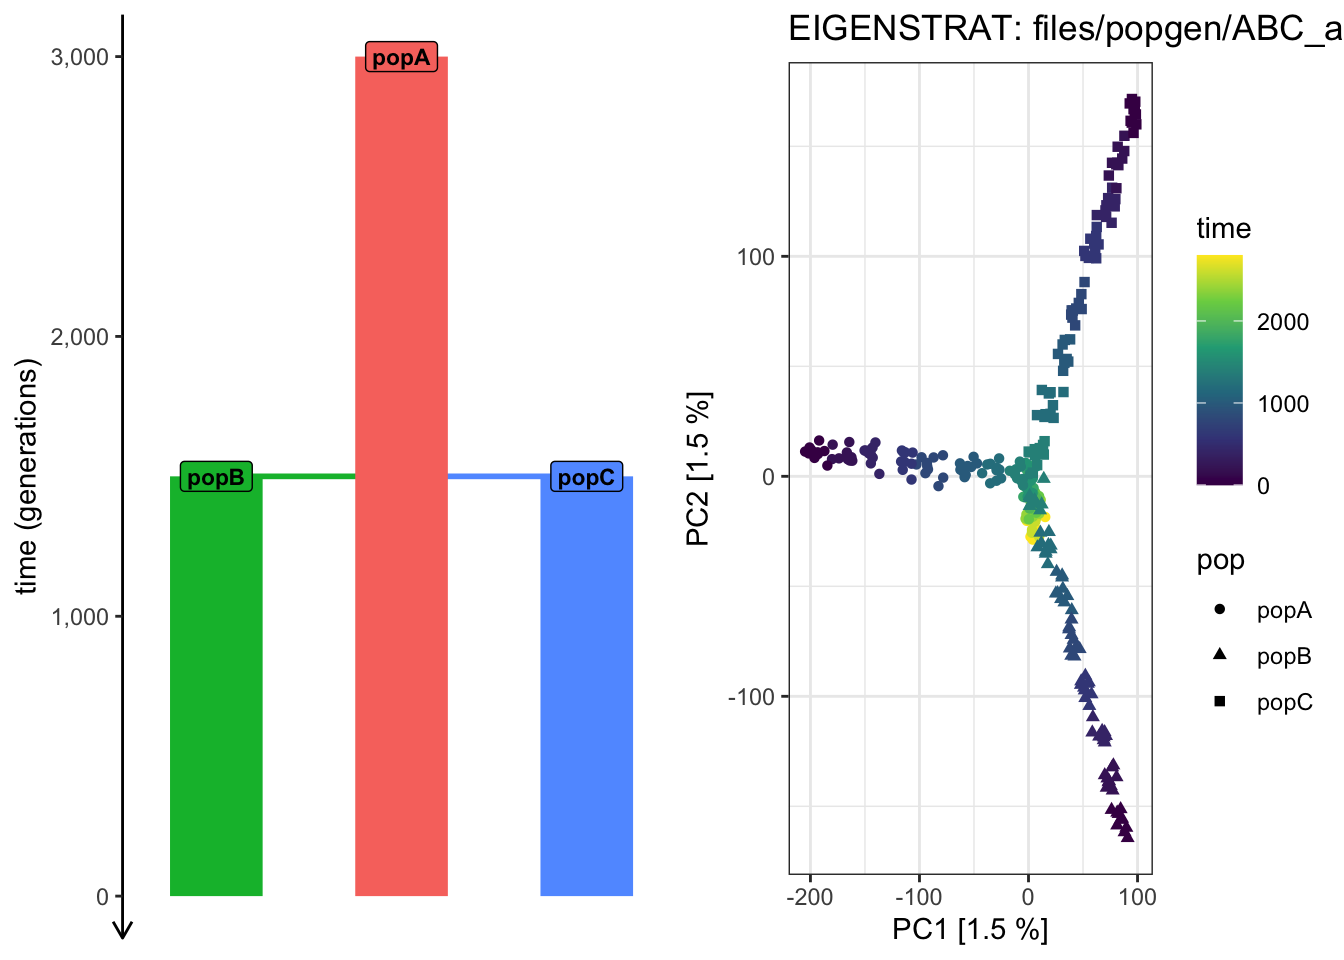 time (generations)
3,000
2,000
1,000
0
popA
popB
popC
EIGENSTRAT: files/popgen/ABC_a
PC2 [1.5 %]
100
0
-100
-200
-100
0
100
PC1 [1.5 %]
time
2000
1000
0
pop
popA
popB
popC